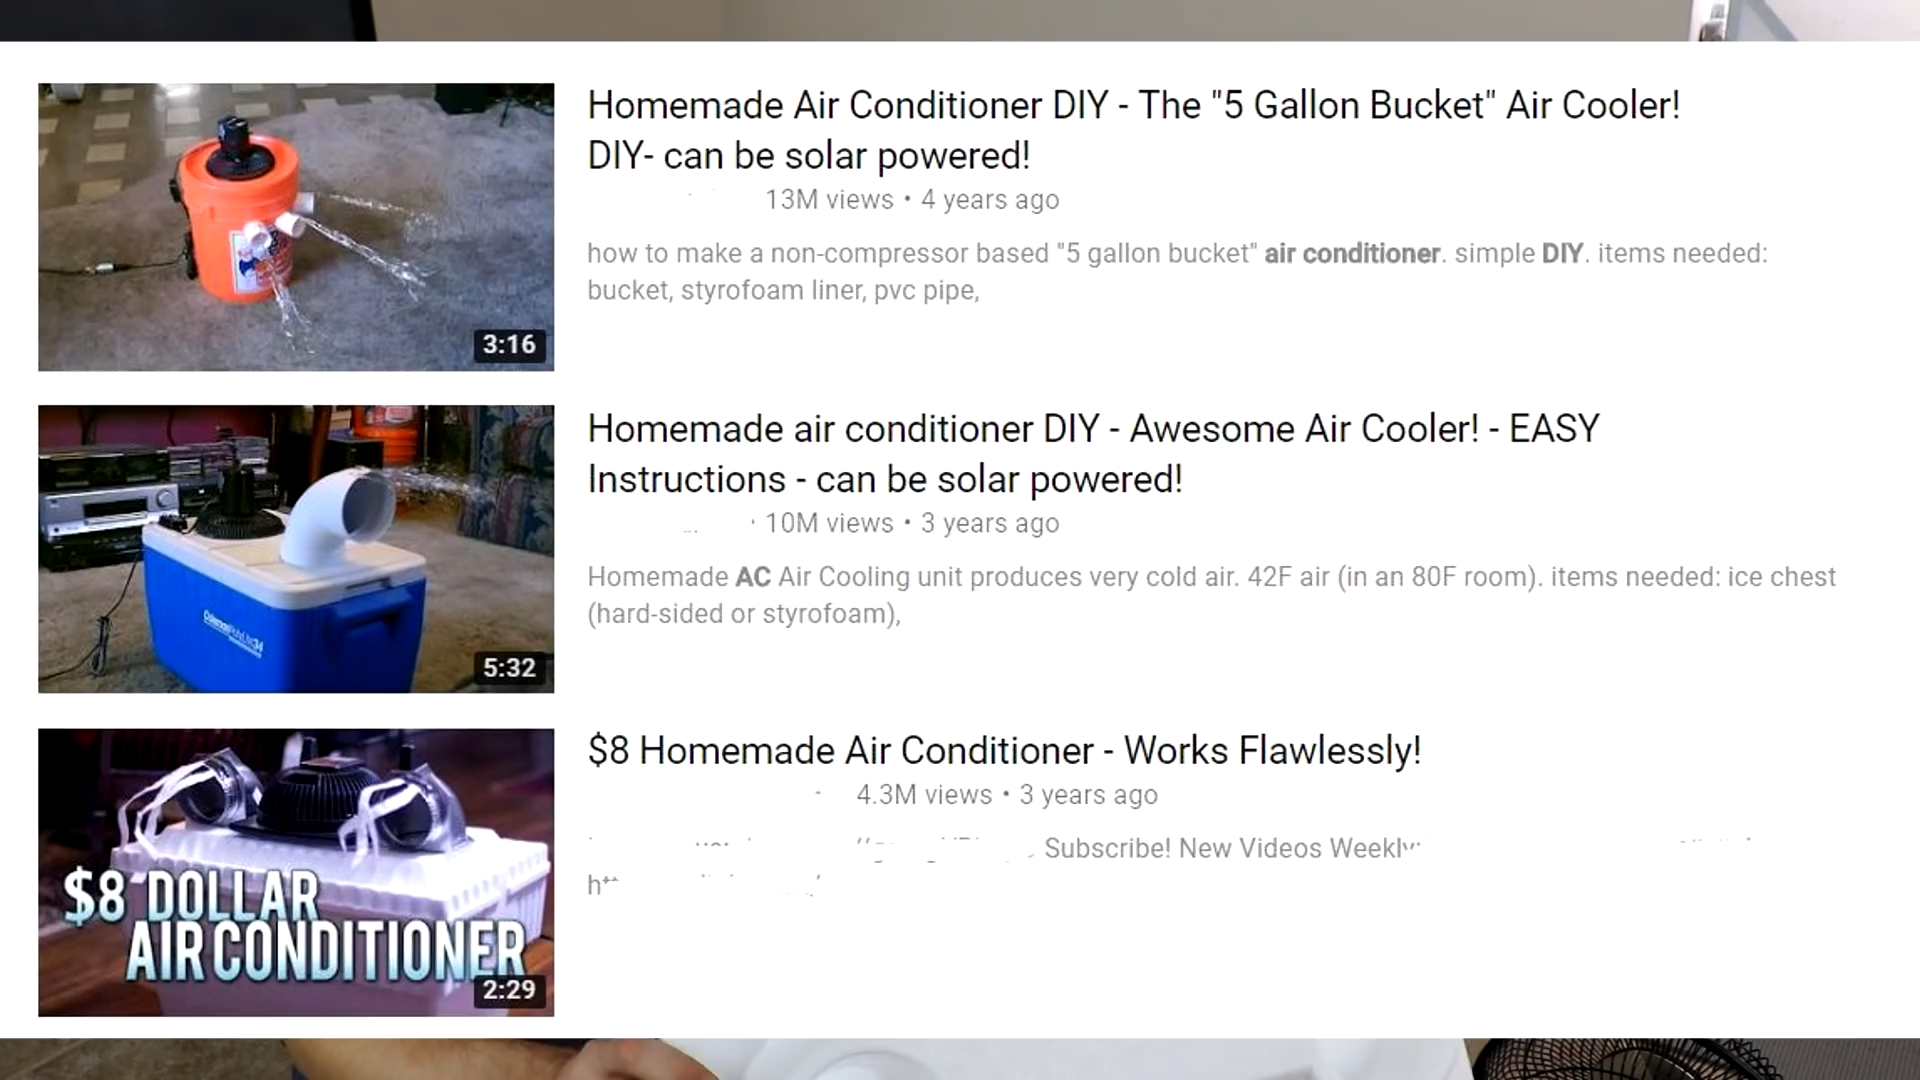 Homemade Air Conditioner DIY - The "5 Gallon Bucket" Air Cooler!
DIY- can be solar powered!
13M views • 4 years ago
how to make a non-compressor based "5 gallon bucket" air conditioner. simple DIY. items needed:
bucket, styrofoam liner, pvc pipe,
3:16
Homemade air conditioner DIY - Awesome Air Cooler! - EASY
Instructions - can be solar powered!
10M views • 3 years ago
Homemade AC Air Cooling unit produces very cold air. 42F air (in an 80F room). items needed: ice chest
(hard-sided or styrofoam),
5:32
$8 Homemade Air Conditioner - Works Flawlessly!
4.3M views • 3 years ago
Subscribe! New Videos Weekly
$8 DOLLAR
AIR CONDITIONER
2:29